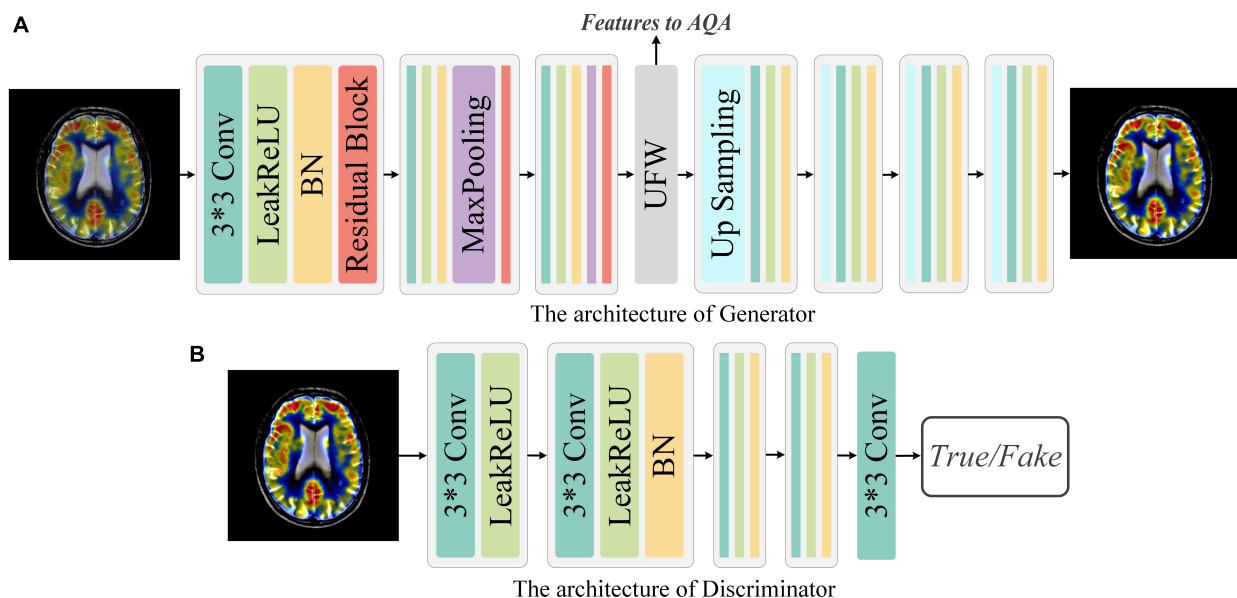 A
Features to AQA
3*3 Conv
LeakReLU
BN
Residual Block
MaxPooling
UFW
Up Sampling
The architecture of Generator
B
3*3 Conv
LeakReLU
3*3 Conv
LeakReLU
BN
3*3 Conv
True/Fake
The architecture of Discriminator